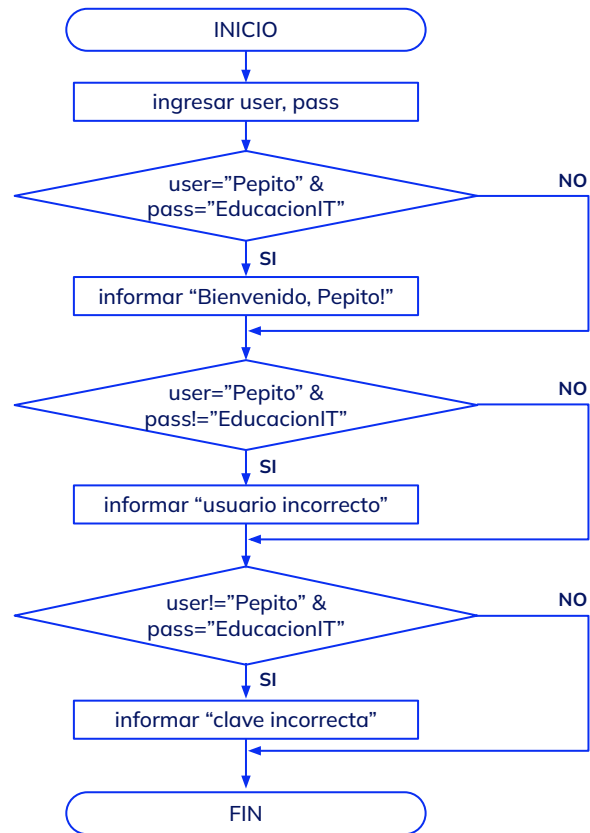 INICIO
ingresar user, pass
user=”Pepito” &
pass=”EducacionIT”
NO
SI
informar “Bienvenido, Pepito!”
user=”Pepito” &
pass!=”EducacionIT”
NO
SI
informar “usuario incorrecto”
user!=”Pepito” &
pass=”EducacionIT”
NO
SI
informar “clave incorrecta”
FIN